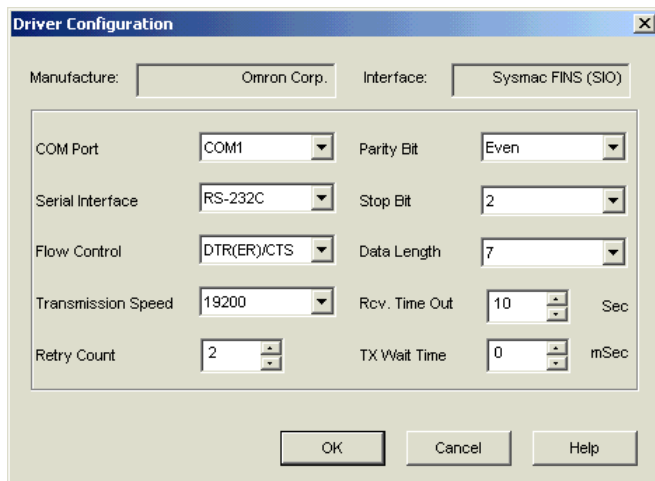 Driver Configuration
Manufacture: Omron Corp. Interface: Sysmac FINS (SIO)
COM Port COM1 Parity Bit Even
Serial Interface RS-232C Stop Bit 2
Flow Control DTR(ER)/CTS Data Length 7
Transmission Speed 19200 Rcv. Time Out 10 Sec
Retry Count 2 TX Wait Time 0 mSec
OK Cancel Help